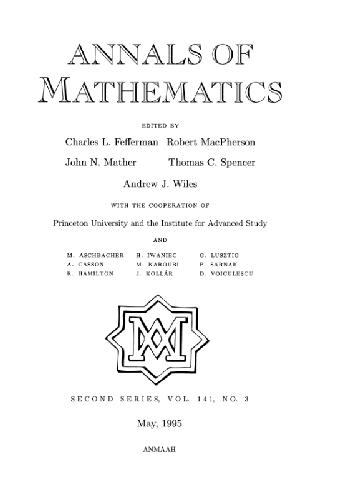 ANNALS OF
MATHEMATICS
EDITED BY
Charles L. Fefferman Robert MacPherson
John N. Mather Thomas C. Spencer
Andrew J. Wiles
WITH THE COOPERATION OF
Princeton University and the Institute for Advanced Study
AND
M. ASCHBACHER H. IWANIEC G. LUSZTIG
A. CASSON M. KAROUBI P. SARNAK
R. HAMILTON J. KOLLÁR D. VOICULESCU
AM
SECOND SERIES, VOL. 141, NO. 3
May, 1995
ANMAAH